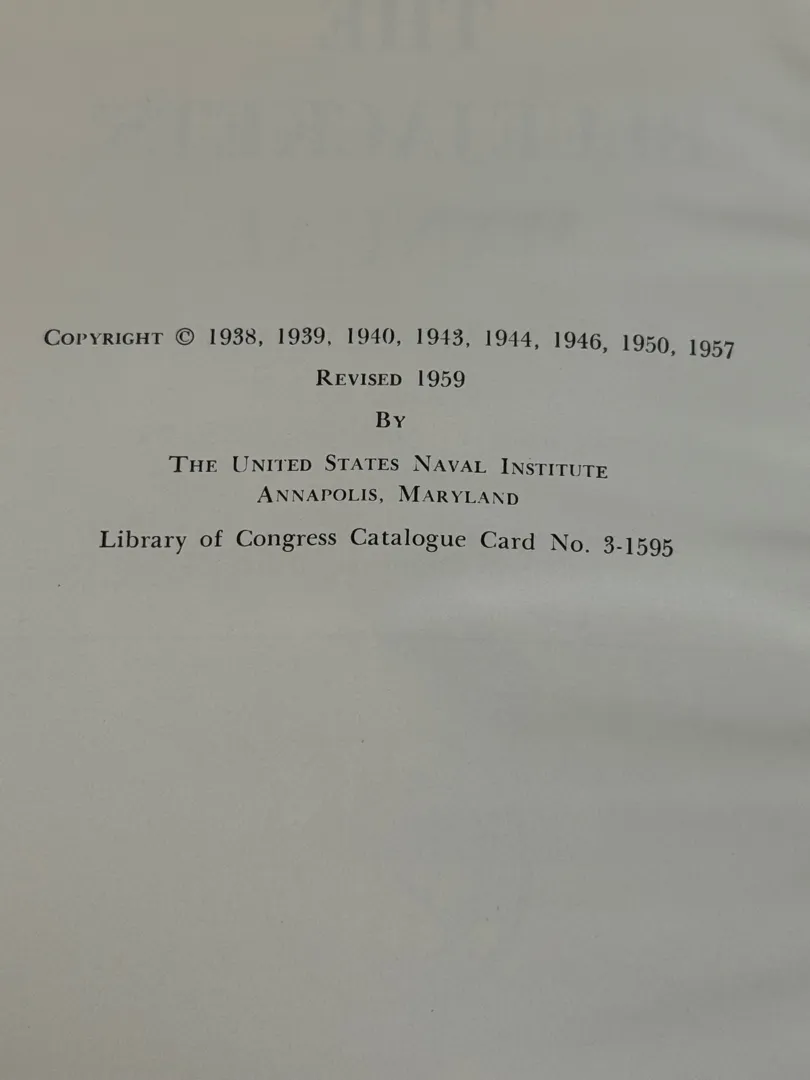 COPYRIGHT © 1938, 1939, 1940, 1943, 1944, 1946, 1950, 1957
REVISED 1959
BY
THE UNITED STATES NAVAL INSTITUTE
ANNAPOLIS, MARYLAND
Library of Congress Catalogue Card No. 3-1595